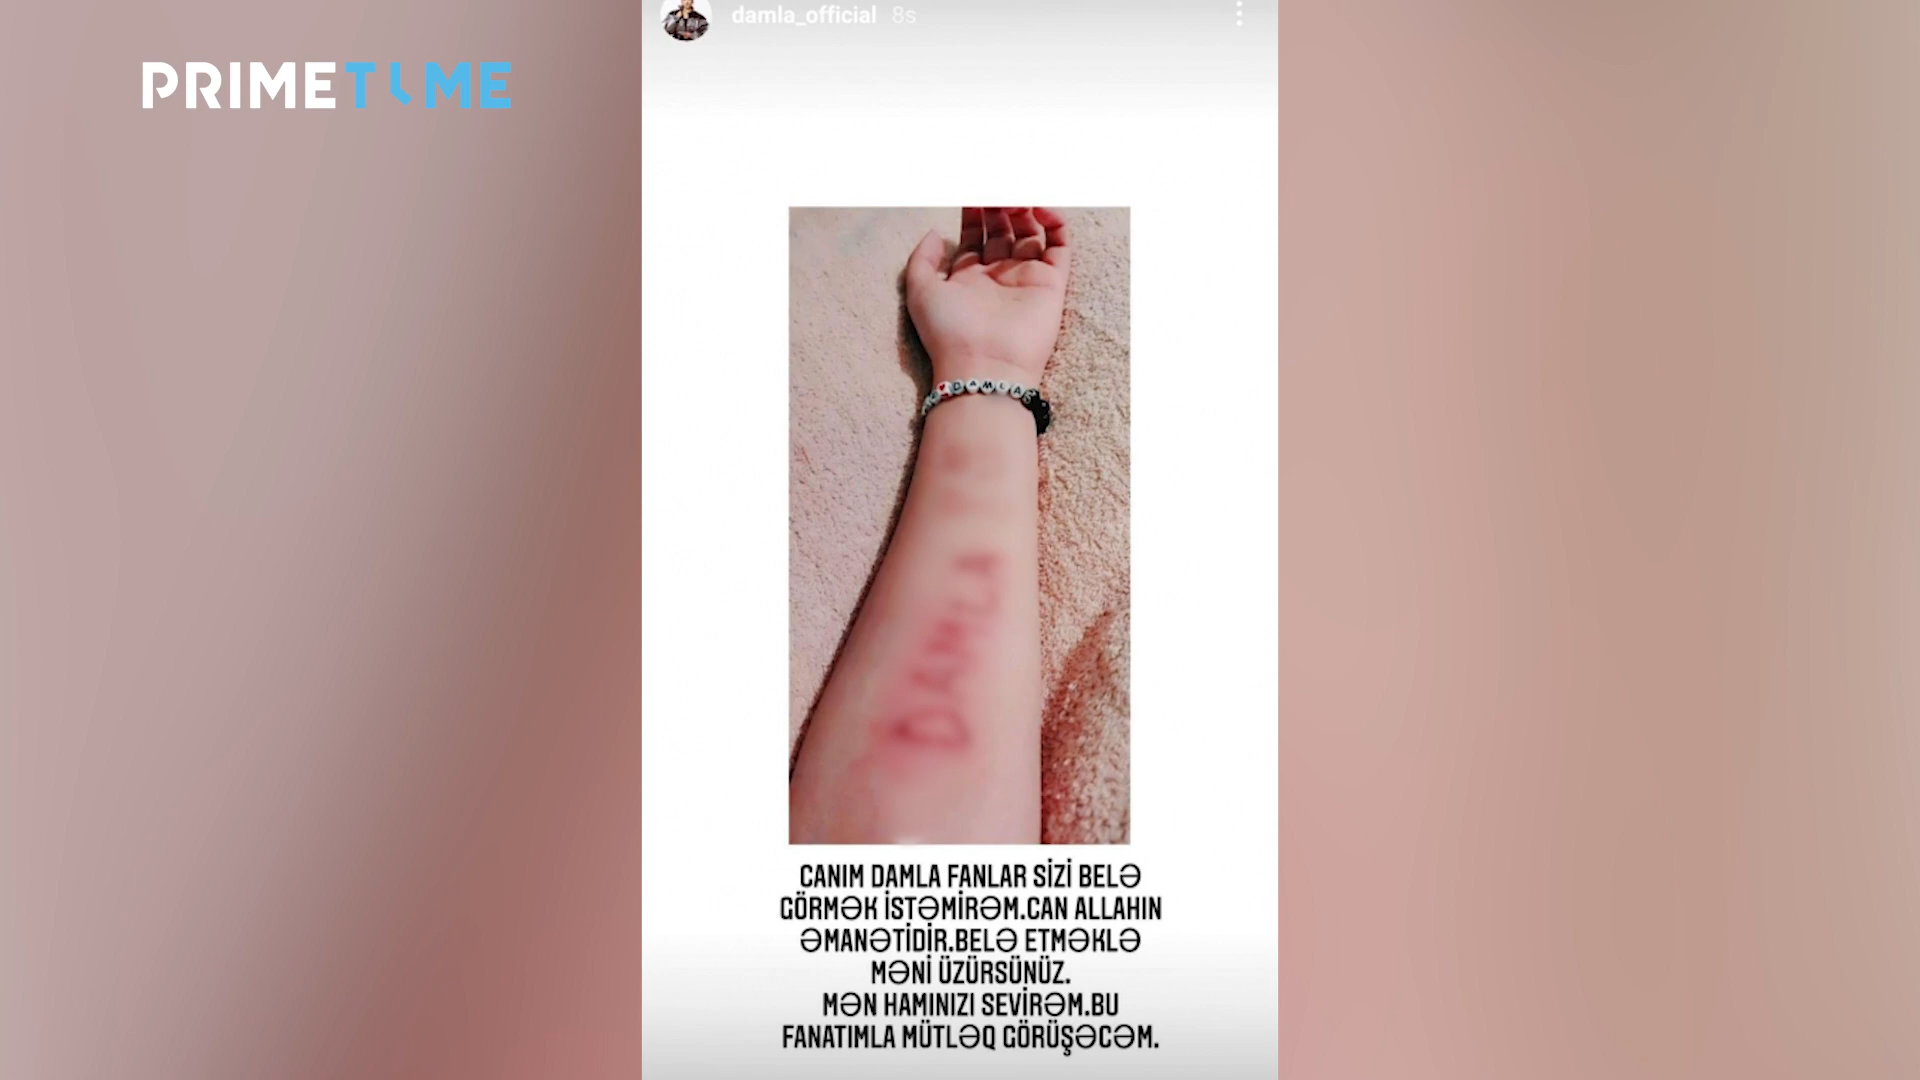 damla_official 8s
PRIMETIME
DAMLA
DAMLA
CANIM DAMLA FANLAR SİZİ BELƏ
GÖRMƏK İSTƏMİRƏM.CAN ALLAHIN
ƏMANƏTİDİR.BELƏ ETMƏKLƏ
MƏNİ ÜZÜRSÜNÜZ.
MƏN HAMINIZI SEVİRƏM.BU
FANATIMLA MÜTLƏQ GÖRÜŞƏCƏM.